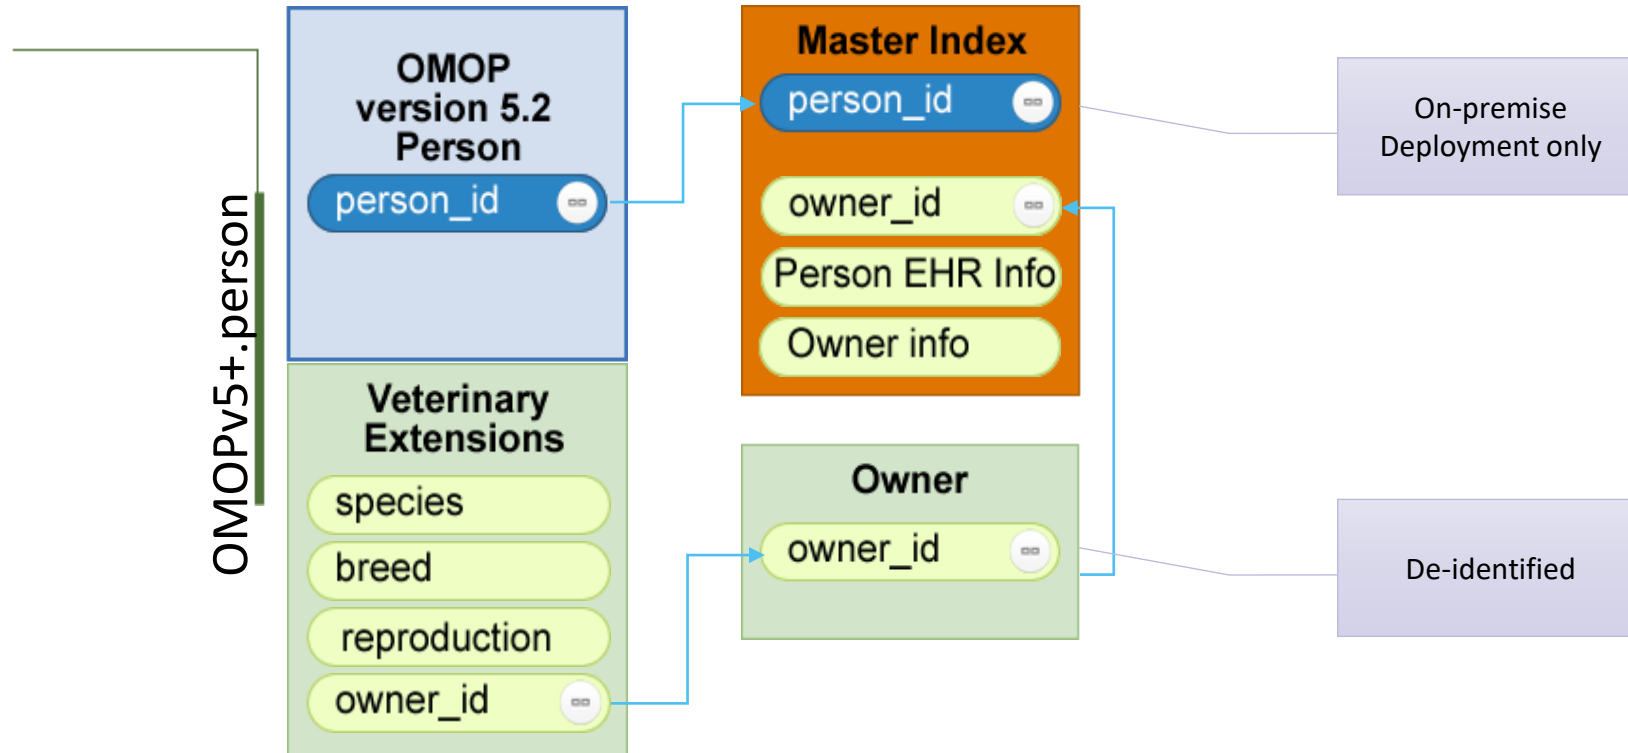 OMOPv5+.person
OMOP
version 5.2
Person
person_id
Veterinary
Extensions
species
breed
reproduction
owner_id
Master Index
person_id
owner_id
Person EHR Info
Owner info
Owner
owner_id
On-premise
Deployment only
De-identified